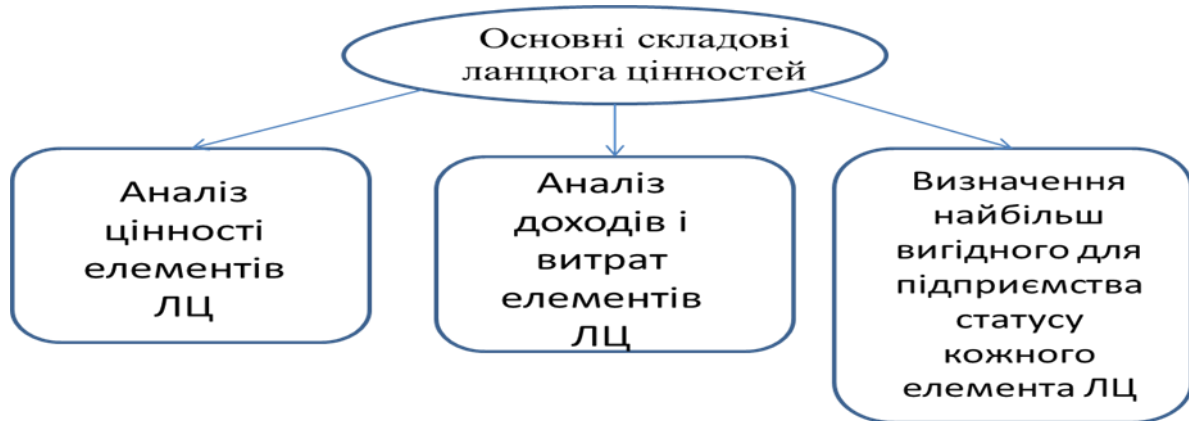 Основні складові
ланцюга цінностей
Аналіз
цінності
елементів
ЛЦ
Аналіз
доходів і
витрат
елементів
ЛЦ
Визначення
найбільш
вигідного для
підприємства
статусу
кожного
елемента ЛЦ